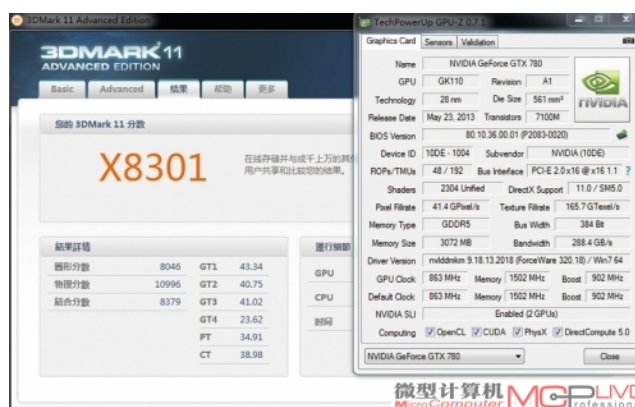 3DMark 11 Advanced Edition
3DMARK 11
ADVANCED EDITION
Basic
Advanced
结果
帮助
更多
您的 3DMark 11 分数
X8301
在线存储并与成千上万的其
用户共享和比较您的结果。
结果详情
图形分数 8046
物理分数 10996
结合分数 8379
GT1 43.34
GT2 40.75
GT3 41.02
GT4 23.62
PT 34.91
CT 38.98
运行细节
GPU
CPU
时间
TechPowerUp GPU-Z 0.7.1
Graphics Card
Sensors
Validation
Name NVIDIA GeForce GTX 780
GPU GK110 Revision A1
Technology 28 nm Die Size 561 mm²
Release Date May 23, 2013 Transistors 7100M
NVIDIA
BIOS Version 80.10.36.00.01 (P2083-0020)
Device ID 10DE - 1004 Subvendor NVIDIA (10DE)
ROPs/TMUs 48 / 192 Bus Interface PCI-E 2.0 x16 @ x16 1.1 ?
Shaders 2304 Unified DirectX Support 11.0 / SM5.0
Pixel Fillrate 41.4 GPixel/s Texture Fillrate 165.7 GTexel/s
Memory Type GDDR5 Bus Width 384 Bit
Memory Size 3072 MB Bandwidth 288.4 GB/s
Driver Version nvlddmkm 9.18.13.2018 (ForceWare 320.18) / Win7 64
GPU Clock 863 MHz Memory 1502 MHz Boost 902 MHz
Default Clock 863 MHz Memory 1502 MHz Boost 902 MHz
NVIDIA SLI Enabled (2 GPUs)
Computing OpenCL CUDA PhysX DirectCompute 5.0
NVIDIA GeForce GTX 780
Close
微型计算机
MicroComputer
MCPLIVE
Professional